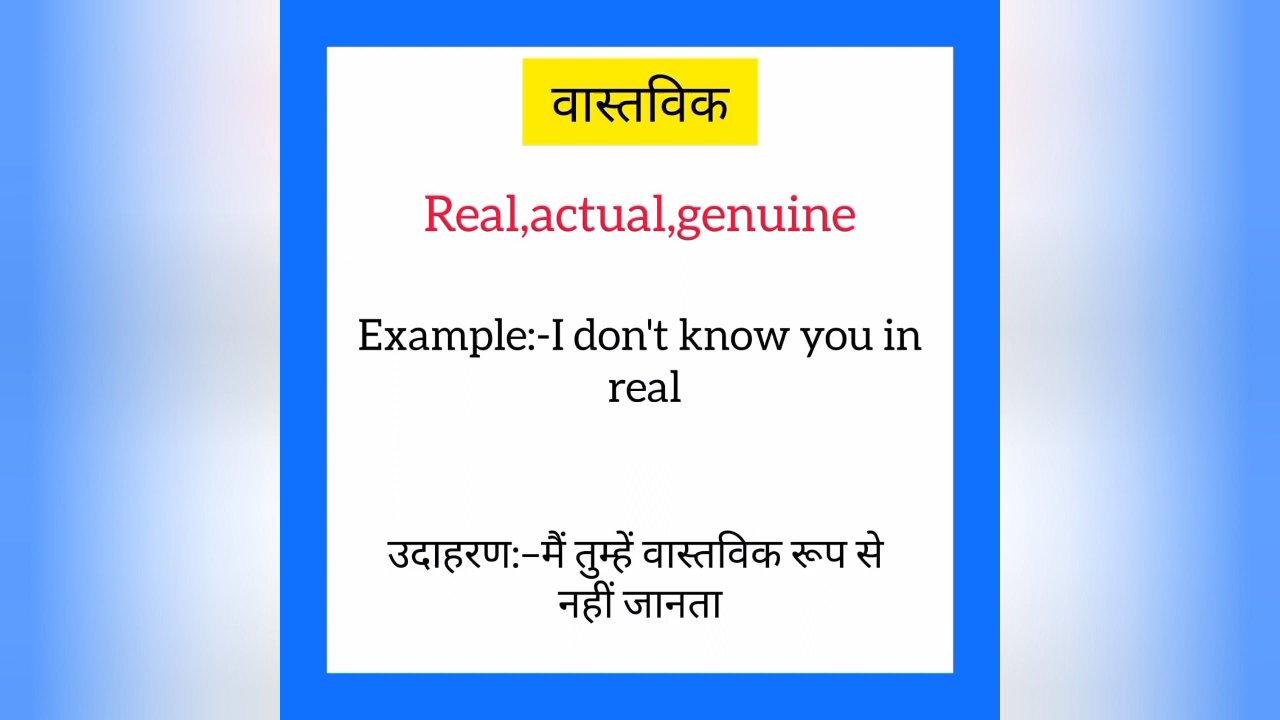 वास्तविक
Real,actual,genuine
Example:-I don't know you in
real
उदाहरण:–मैं तुम्हें वास्तविक रूप से
नहीं जानता